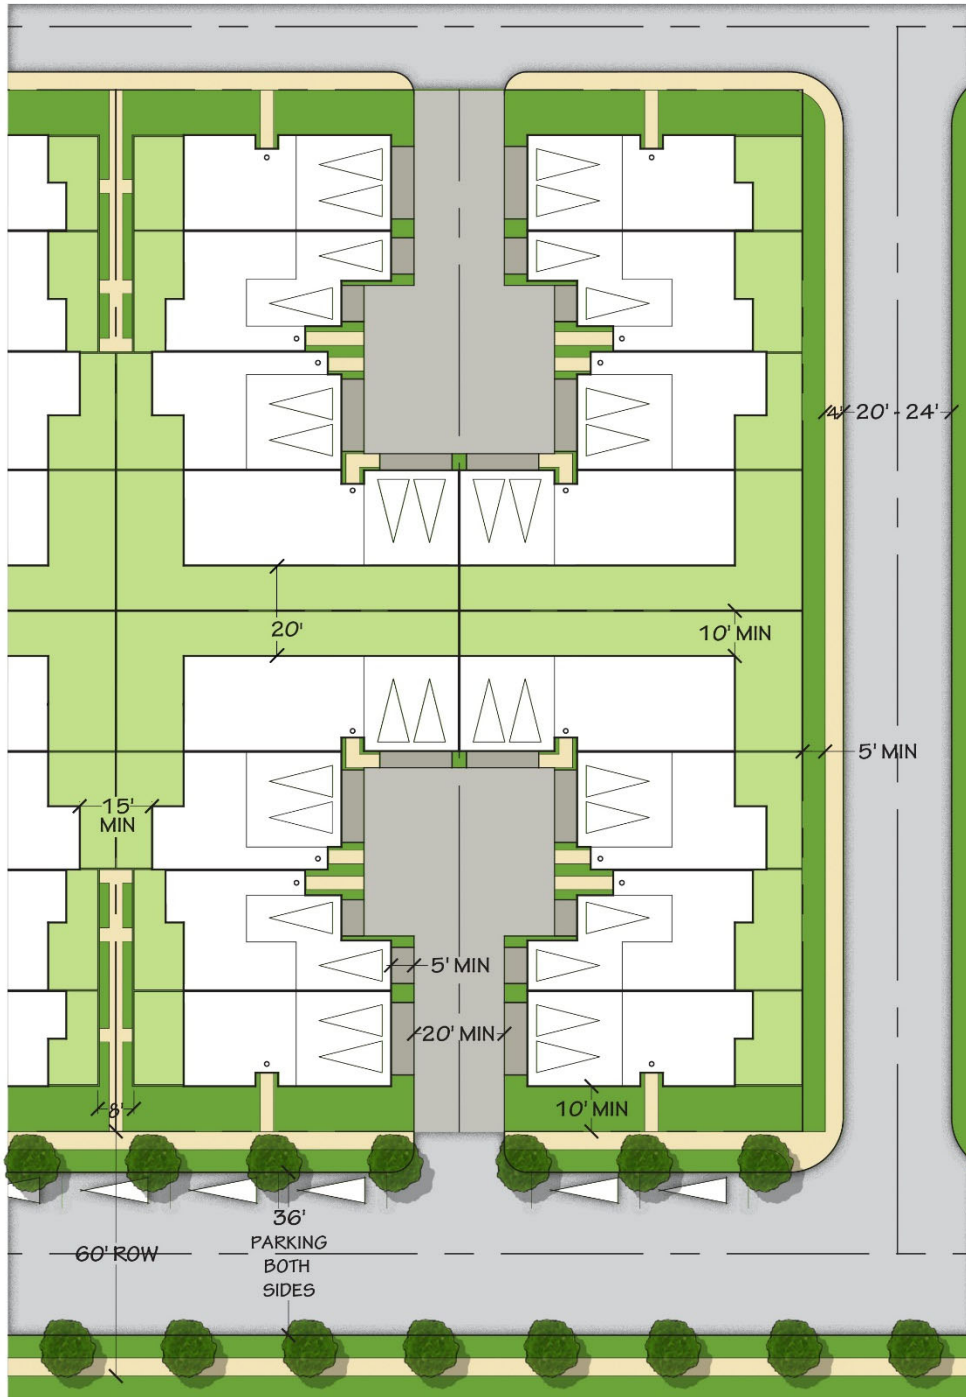 4' 20' - 24'
20'
10' MIN
5' MIN
15'
MIN
5' MIN
20' MIN
8'
10' MIN
36'
PARKING
BOTH
SIDES
60' ROW